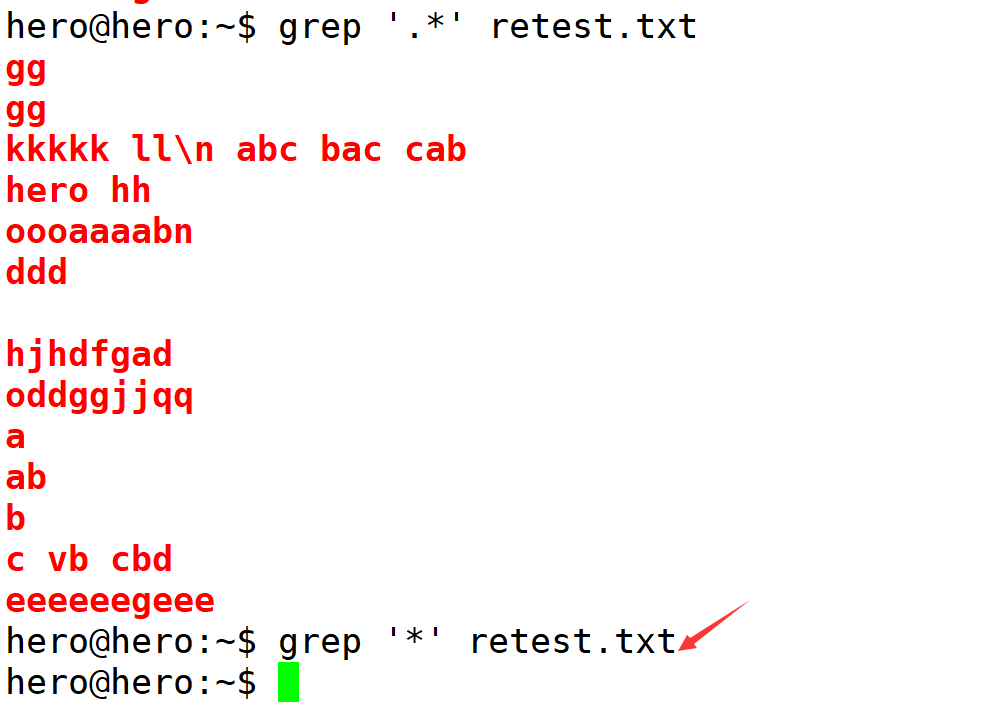 hero@hero:~$ grep '.*' retest.txt
gg
gg
kkkkk ll\n abc bac cab
hero hh
oooaaaabn
ddd
hjhdfgad
oddggjjqq
a
ab
b
c vb cbd
eeeeeegeee
hero@hero:~$ grep '*' retest.txt
hero@hero:~$